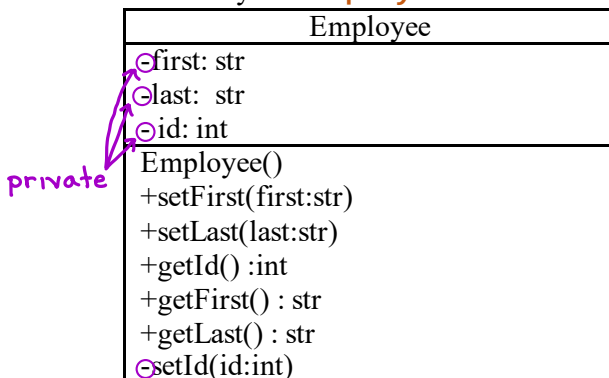 Employee
-first: str
-last: str
-id: int
private
Employee()
+setFirst(first:str)
+setLast(last:str)
+getId() :int
+getFirst() : str
+getLast() : str
-setId(id:int)